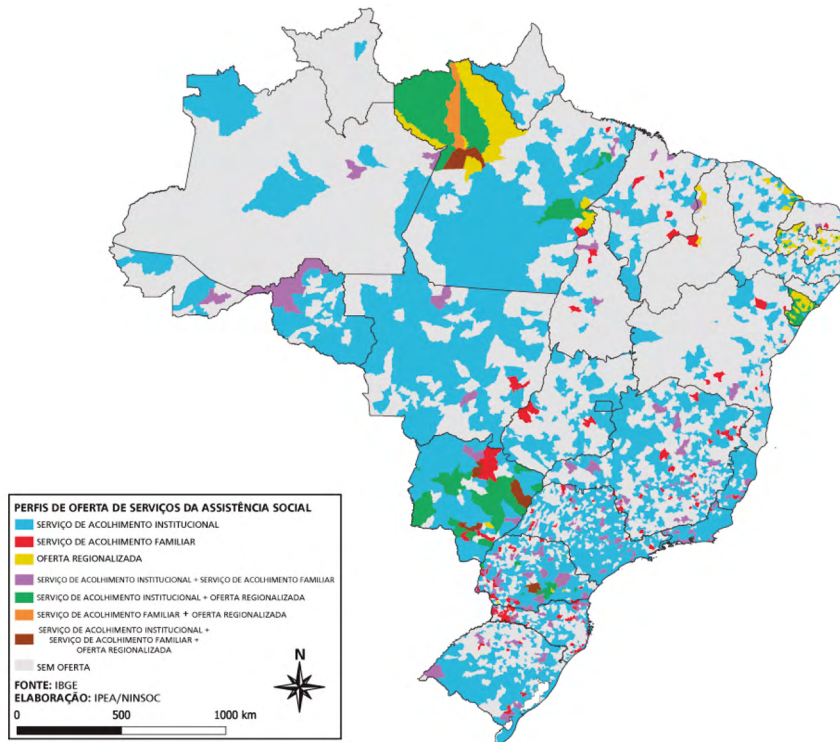 PERFIS DE OFERTA DE SERVIÇOS DA ASSISTÊNCIA SOCIAL
SERVIÇO DE ACOLHIMENTO INSTITUCIONAL
SERVIÇO DE ACOLHIMENTO FAMILIAR
OFERTA REGIONALIZADA
SERVIÇO DE ACOLHIMENTO INSTITUCIONAL + SERVIÇO DE ACOLHIMENTO FAMILIAR
SERVIÇO DE ACOLHIMENTO INSTITUCIONAL + OFERTA REGIONALIZADA
SERVIÇO DE ACOLHIMENTO FAMILIAR + OFERTA REGIONALIZADA
SERVIÇO DE ACOLHIMENTO INSTITUCIONAL +
SERVIÇO DE ACOLHIMENTO FAMILIAR +
OFERTA REGIONALIZADA
SEM OFERTA
FONTE: IBGE
ELABORAÇÃO: IPEA/NINSOC
N
0 500 1000 km